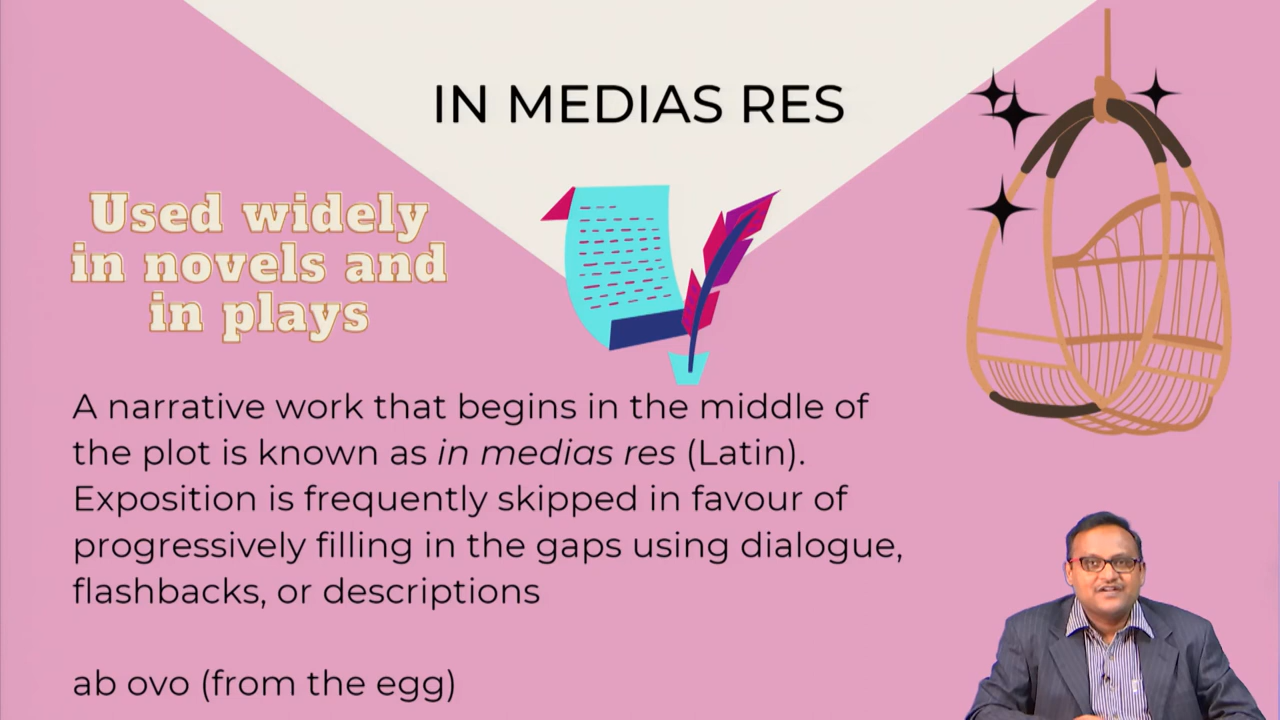 IN MEDIAS RES
Used widely
in novels and
in plays
A narrative work that begins in the middle of
the plot is known as in medias res (Latin).
Exposition is frequently skipped in favour of
progressively filling in the gaps using dialogue,
flashbacks, or descriptions
ab ovo (from the egg)